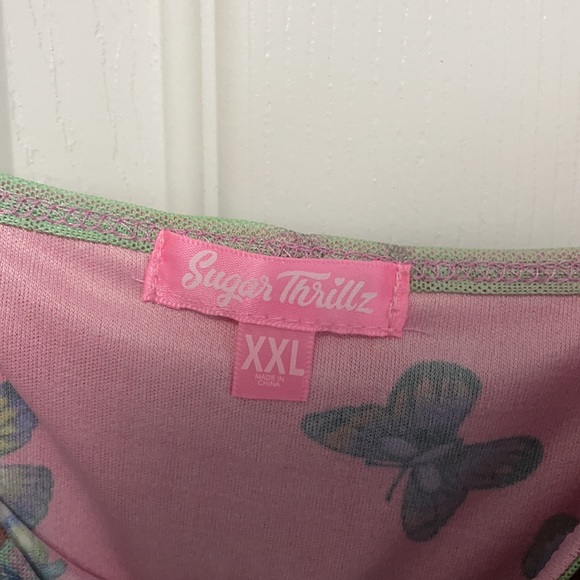 Sugar Thrillz
XXL
MADE IN
CHINA